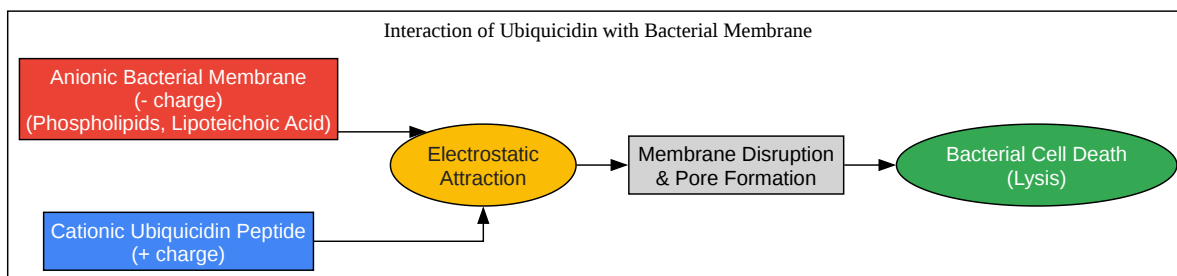 Interaction of Ubiquicidin with Bacterial Membrane
Anionic Bacterial Membrane
(- charge)
(Phospholipids, Lipoteichoic Acid)
Electrostatic
Attraction
Membrane Disruption
& Pore Formation
Bacterial Cell Death
(Lysis)
Cationic Ubiquicidin Peptide
(+ charge)